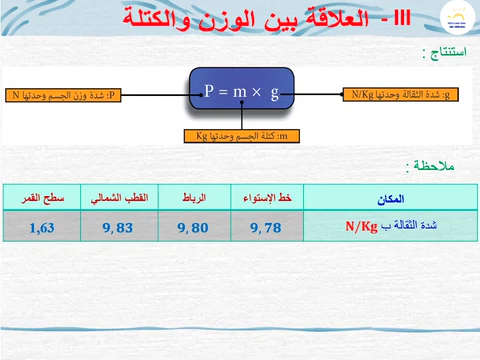 III - العلاقة بين الوزن والكتلة
استنتاج :
P = m × g
g: شدة الثقالة وحدتها N/Kg
P: شدة وزن الجسم وحدتها N
m: كتلة الجسم وحدتها Kg
ملاحظة :
المكان خط الإستواء الرباط القطب الشمالي سطح القمر
شدة الثقالة ب N/Kg 9,78 9,80 9,83 1,63